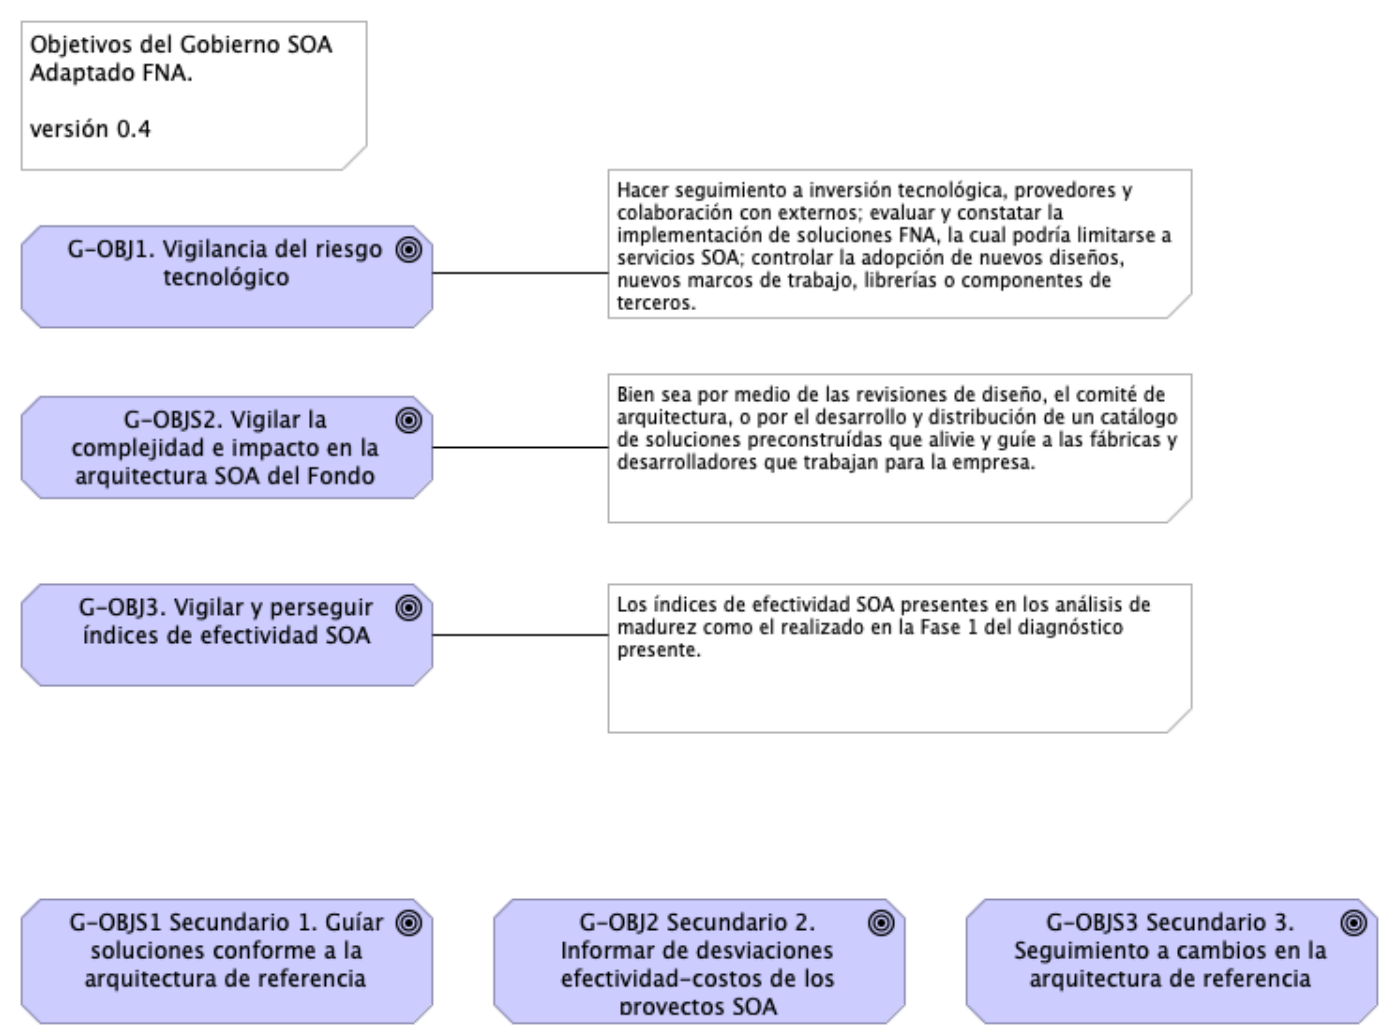 Objetivos del Gobierno SOA
Adaptado FNA.
versión 0.4
G-OBJ1. Vigilancia del riesgo
tecnológico
Hacer seguimiento a inversión tecnológica, provedores y
colaboración con externos; evaluar y constatar la
implementación de soluciones FNA, la cual podría limitarse a
servicios SOA; controlar la adopción de nuevos diseños,
nuevos marcos de trabajo, librerías o componentes de
terceros.
G-OBJS2. Vigilar la
complejidad e impacto en la
arquitectura SOA del Fondo
Bien sea por medio de las revisiones de diseño, el comité de
arquitectura, o por el desarrollo y distribución de un catálogo
de soluciones preconstruídas que alivie y guíe a las fábricas y
desarrolladores que trabajan para la empresa.
G-OBJ3. Vigilar y perseguir
índices de efectividad SOA
Los índices de efectividad SOA presentes en los análisis de
madurez como el realizado en la Fase 1 del diagnóstico
presente.
G-OBJS1 Secundario 1. Guíar
soluciones conforme a la
arquitectura de referencia
G-OBJ2 Secundario 2.
Informar de desviaciones
efectividad-costos de los
proyectos SOA
G-OBJS3 Secundario 3.
Seguimiento a cambios en la
arquitectura de referencia